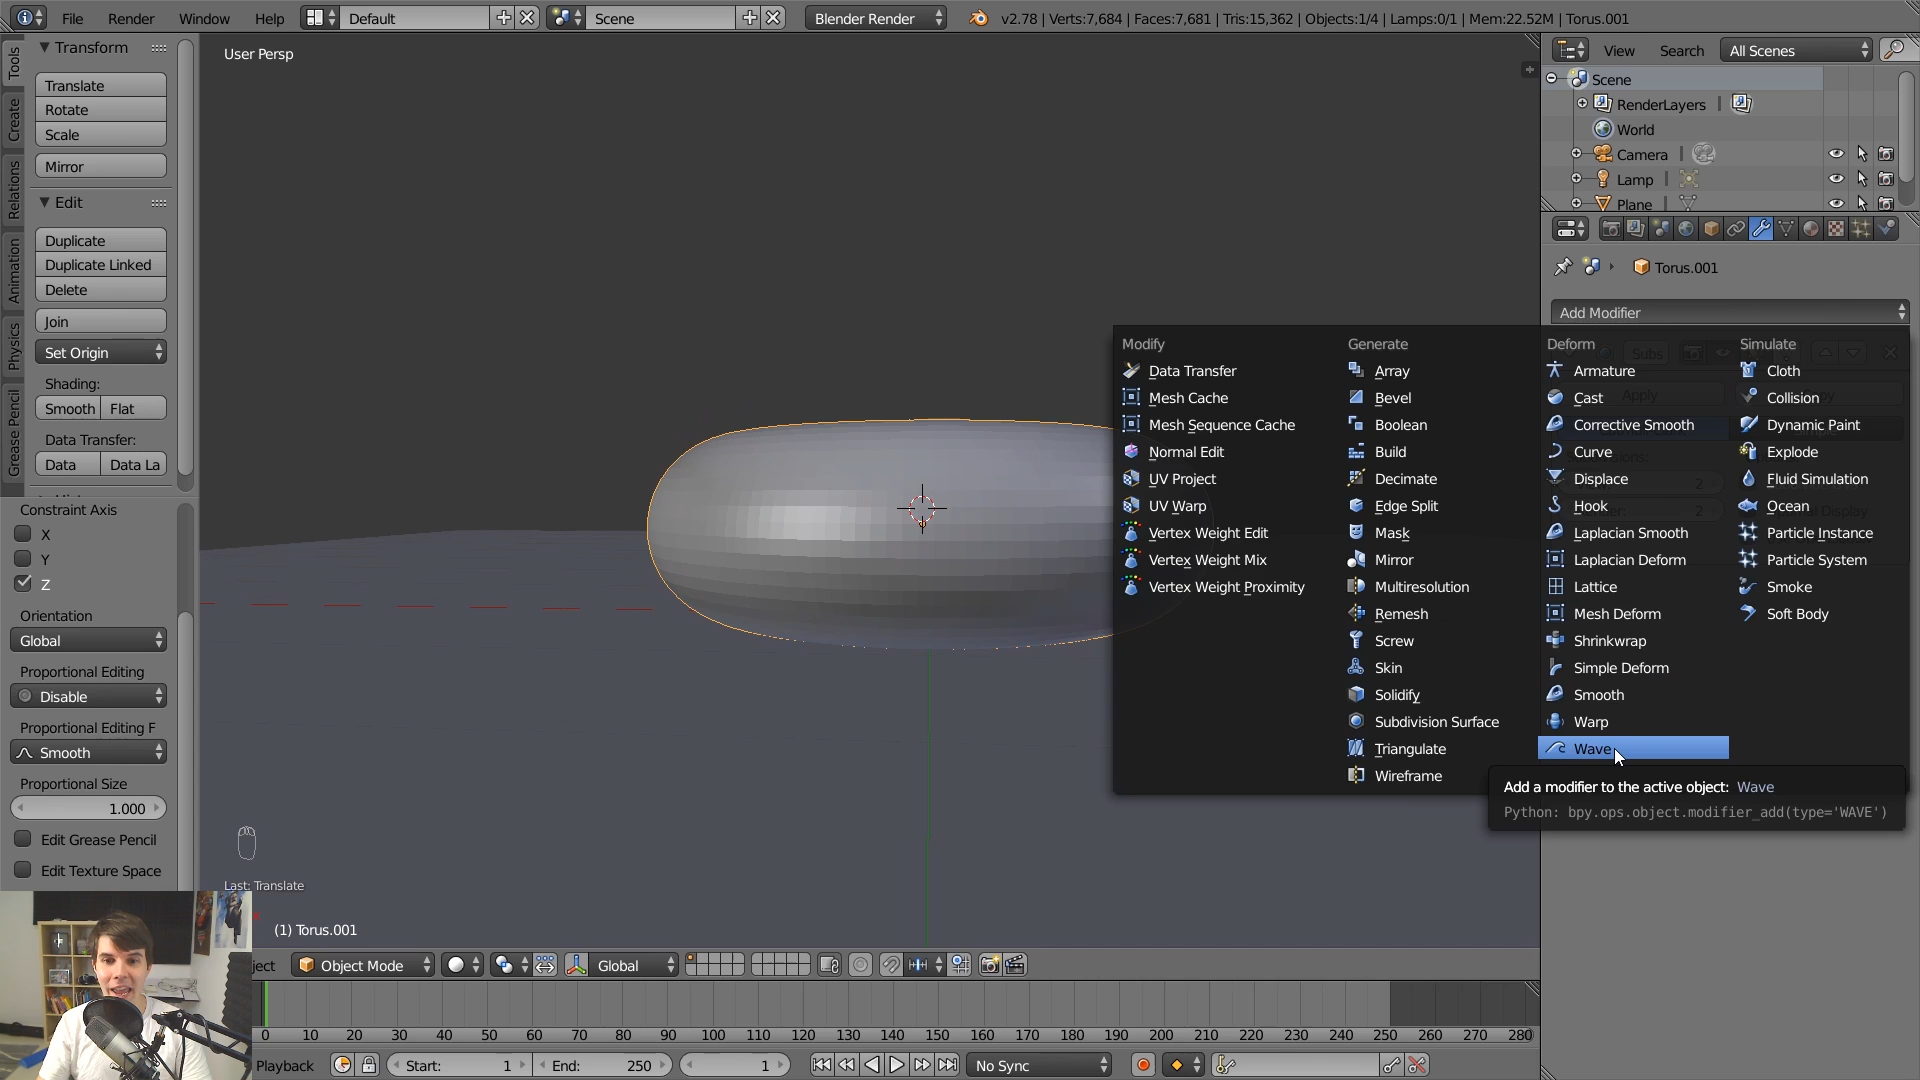 File Render Window Help Default Scene Blender Render v2.78 | Verts:7,684 | Faces:7,681 | Tris:15,362 | Objects:1/4 | Lamps:0/1 | Mem:22.52M | Torus.001
Tools
Create
Relations
Animation
Physics
Grease Pencil
Transform
Translate
Rotate
Scale
Mirror
Edit
Duplicate
Duplicate Linked
Delete
Join
Set Origin
Shading:
Smooth Flat
Data Transfer:
Data Data La
Constraint Axis
X
Y
Z
Orientation
Global
Proportional Editing
Disable
Proportional Editing F
Smooth
Proportional Size
1.000
Edit Grease Pencil
Edit Texture Space
User Persp
Last: Translate
(1) Torus.001
View Search All Scenes
Scene
RenderLayers
World
Camera
Lamp
Plane
Torus.001
Add Modifier
Modify
Data Transfer
Mesh Cache
Mesh Sequence Cache
Normal Edit
UV Project
UV Warp
Vertex Weight Edit
Vertex Weight Mix
Vertex Weight Proximity
Generate
Array
Bevel
Boolean
Build
Decimate
Edge Split
Mask
Mirror
Multiresolution
Remesh
Screw
Skin
Solidify
Subdivision Surface
Triangulate
Wireframe
Deform
Armature
Cast
Corrective Smooth
Curve
Displace
Hook
Laplacian Smooth
Laplacian Deform
Lattice
Mesh Deform
Shrinkwrap
Simple Deform
Smooth
Warp
Wave
Simulate
Cloth
Collision
Dynamic Paint
Explode
Fluid Simulation
Ocean
Particle Instance
Particle System
Smoke
Soft Body
Subs
Apply
Add a modifier to the active object: Wave
Python: bpy.ops.object.modifier_add(type='WAVE')
ject Object Mode Global
10 20 30 40 50 60 70 80 90 100 110 120 130 140 150 160 170 180 190 200 210 220 230 240 250 260 270 280
Playback Start: 1 End: 250 1 No Sync